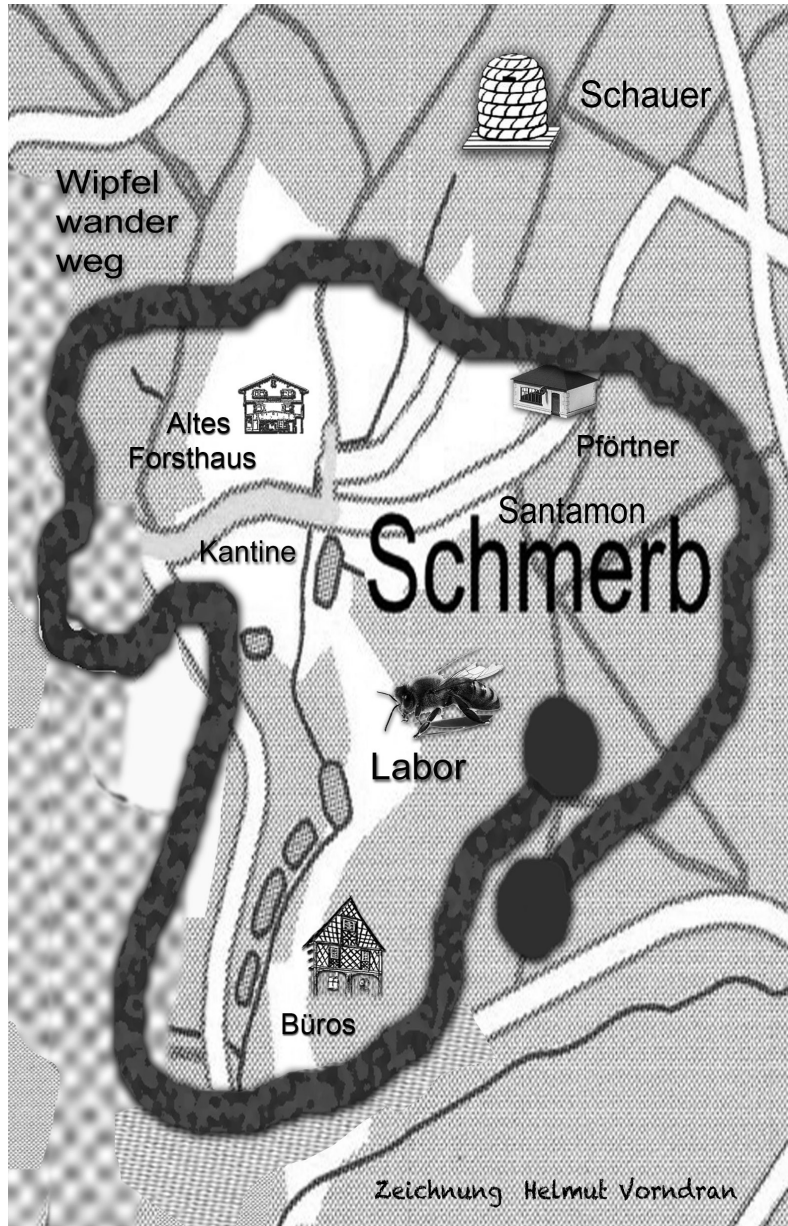 Schauer
Wipfel
wander
weg
Altes
Forsthaus
Pförtner
Santamon
Schmerb
Kantine
Labor
Büros
Zeichnung Helmut Vorndran